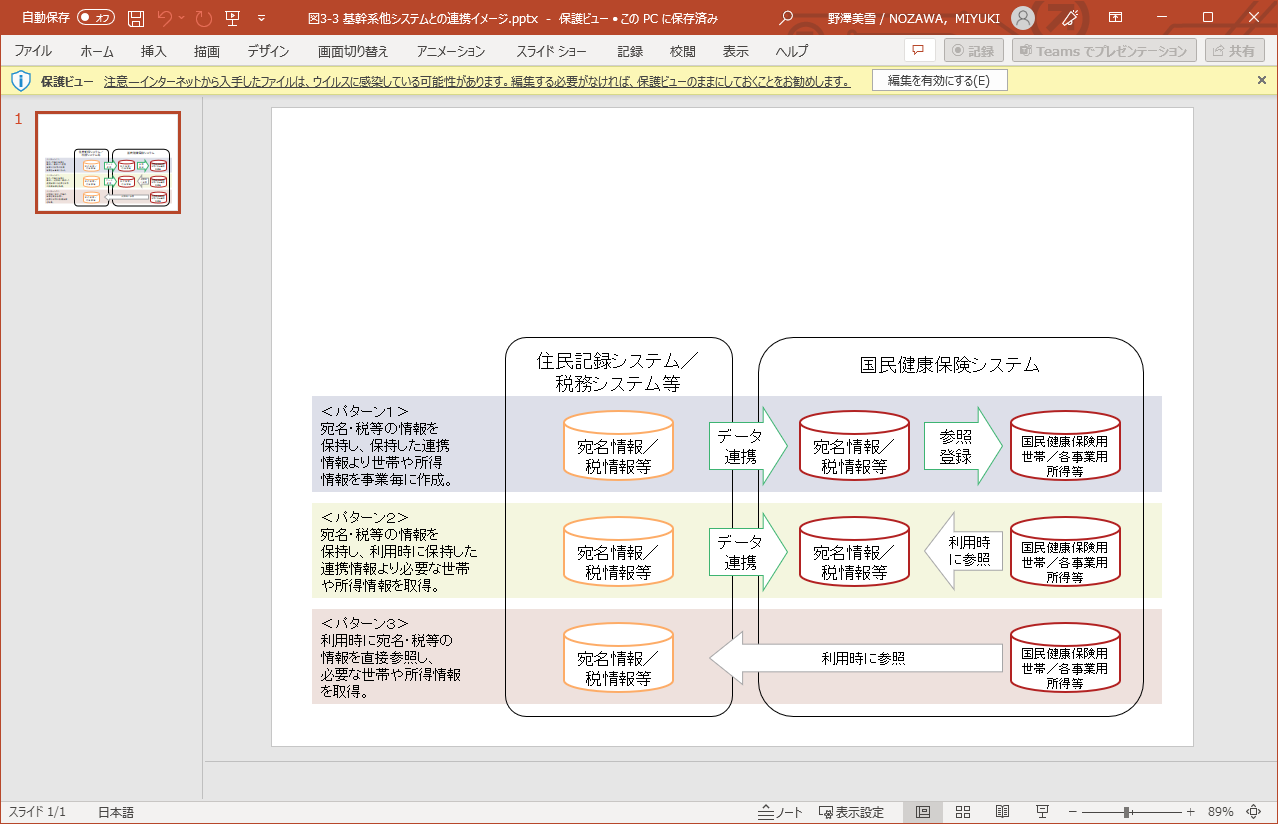 自動保存 オフ 図3-3 基幹系他システムとの連携イメージ.pptx - 保護ビュー • この PC に保存済み 野澤美雪 / NOZAWA, MIYUKI
ファイル ホーム 挿入 描画 デザイン 画面切り替え アニメーション スライド ショー 記録 校閲 表示 ヘルプ 記録 Teams でプレゼンテーション 共有
保護ビュー 注意—インターネットから入手したファイルは、ウイルスに感染している可能性があります。編集する必要がなければ、保護ビューのままにしておくことをお勧めします。 編集を有効にする(E)
1
住民記録システム／
税務システム等
国民健康保険システム
＜パターン１＞
宛名・税等の情報を
保持し、保持した連携
情報より世帯や所得
情報を事業毎に作成。
宛名情報／
税情報等
データ
連携
宛名情報／
税情報等
参照
登録
国民健康保険用
世帯／各事業用
所得等
＜パターン２＞
宛名・税等の情報を
保持し、利用時に保持した
連携情報より必要な世帯
や所得情報を取得。
宛名情報／
税情報等
データ
連携
宛名情報／
税情報等
利用時
に参照
国民健康保険用
世帯／各事業用
所得等
＜パターン３＞
利用時に宛名・税等の
情報を直接参照し、
必要な世帯や所得情報
を取得。
宛名情報／
税情報等
利用時に参照
国民健康保険用
世帯／各事業用
所得等
スライド 1/1 日本語 ノート 表示設定 89%